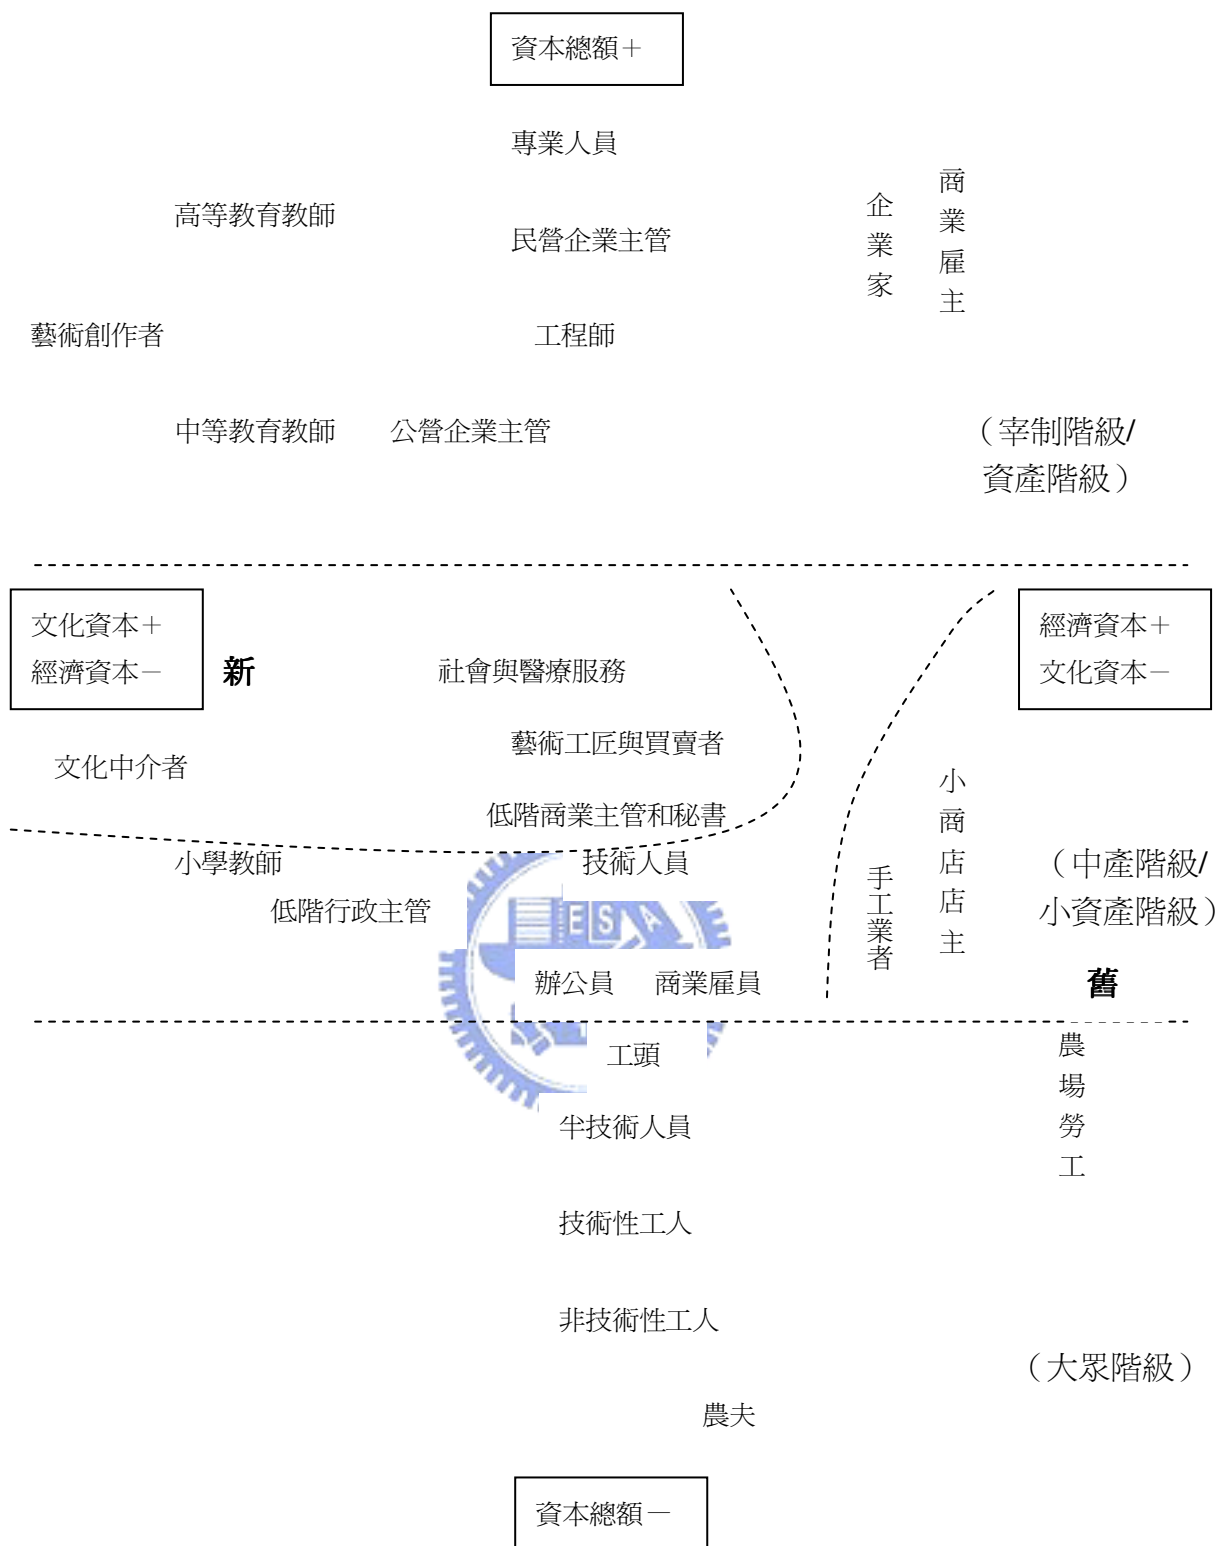 資本總額＋
專業人員
高等教育教師
民營企業主管
企業家
商業雇主
藝術創作者
工程師
中等教育教師
公營企業主管
（宰制階級/
資產階級）
文化資本＋
經濟資本－
新
社會與醫療服務
經濟資本＋
文化資本－
文化中介者
藝術工匠與買賣者
低階商業主管和秘書
小學教師
技術人員
低階行政主管
手工業者
小商店店主
（中產階級/
小資產階級）
辦公員
商業雇員
舊
ESA
工頭
農場勞工
半技術人員
技術性工人
非技術性工人
（大眾階級）
農夫
資本總額－